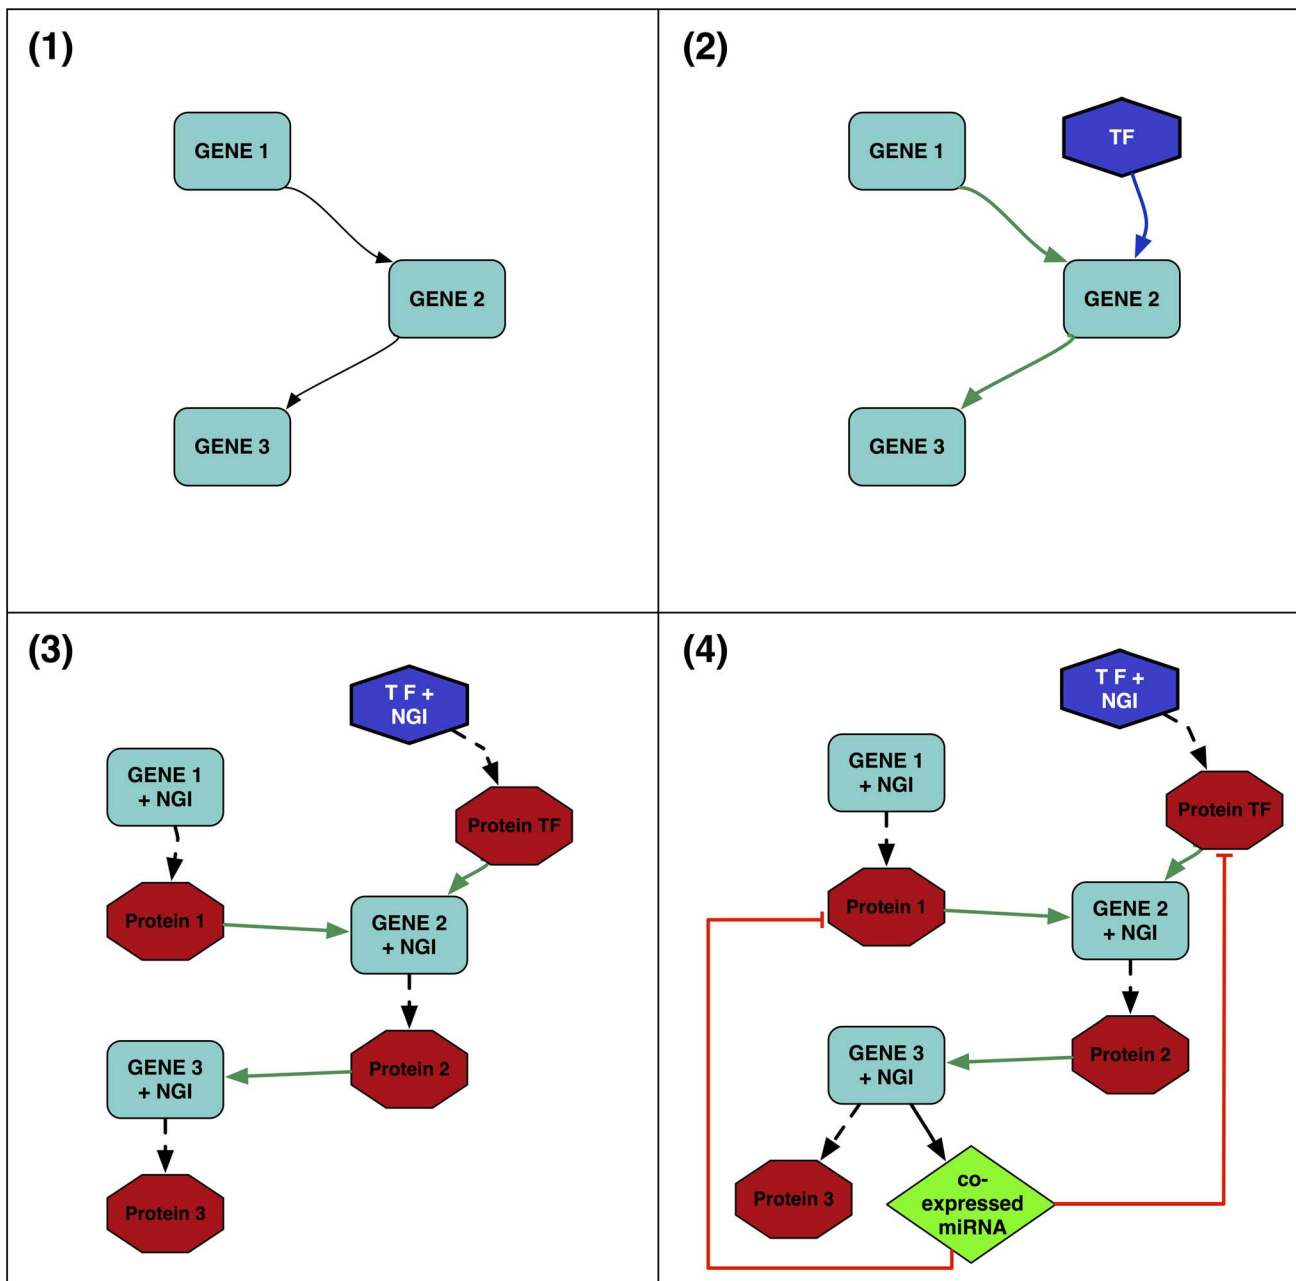 (1)
GENE 1
GENE 2
GENE 3
(2)
GENE 1
TF
GENE 2
GENE 3
(3)
T F +
NGI
GENE 1
+ NGI
Protein TF
Protein 1
GENE 2
+ NGI
GENE 3
+ NGI
Protein 2
Protein 3
(4)
T F +
NGI
GENE 1
+ NGI
Protein TF
Protein 1
GENE 2
+ NGI
GENE 3
+ NGI
Protein 2
Protein 3
co-
expressed
miRNA